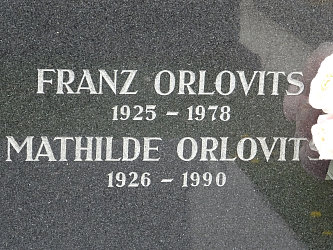 FRANZ ORLOVITS
1925 – 1978
MATHILDE ORLOVITS
1926 – 1990